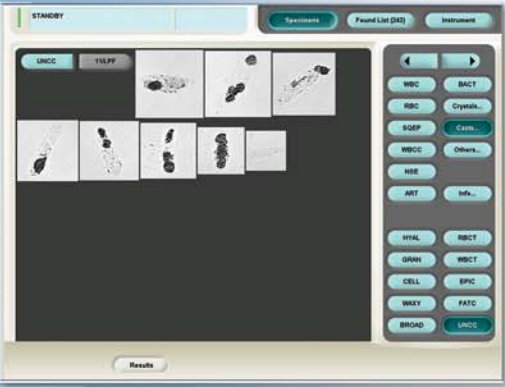 STANDBY
Specimens
Found List (243)
Instrument
UNCC
11/LPF
WBC
BACT
RBC
Crystals...
SQEP
Casts...
WBCC
Others...
NSE
ART
Info...
HYAL
RBCT
GRAN
WBCT
CELL
EPIC
WAXY
FATC
BROAD
UNCC
Results